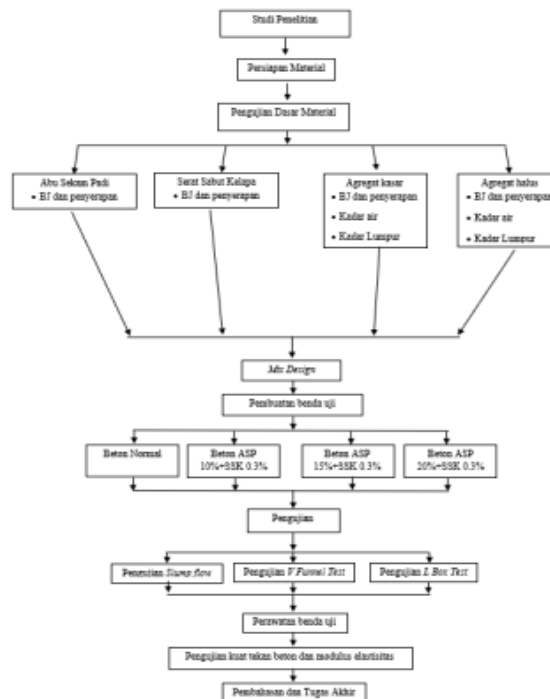 Studi Penelitian
Persiapan Material
Pengujian Dasar Material
Abu Sekam Padi
• BJ dan penyerapan
Serat Sabut Kelapa
• BJ dan penyerapan
Agregat kasar
• BJ dan penyerapan
• Kadar air
• Kadar Lumpur
Agregat halus
• BJ dan penyerapan
• Kadar air
• Kadar Lumpur
Mix Design
Pembuatan benda uji
Beton Normal
Beton ASP
10%+SSK 0.3%
Beton ASP
15%+SSK 0.3%
Beton ASP
20%+SSK 0.3%
Pengujian
Pengujian Slump flow
Pengujian V Funnel Test
Pengujian L Box Test
Perawatan benda uji
Pengujian kuat tekan beton dan modulus elastisitas
Pembahasan dan Tugas Akhir